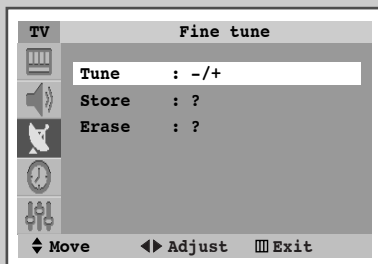 TV Fine tune
Tune : -/+
Store : ?
Erase : ?
Move Adjust Exit